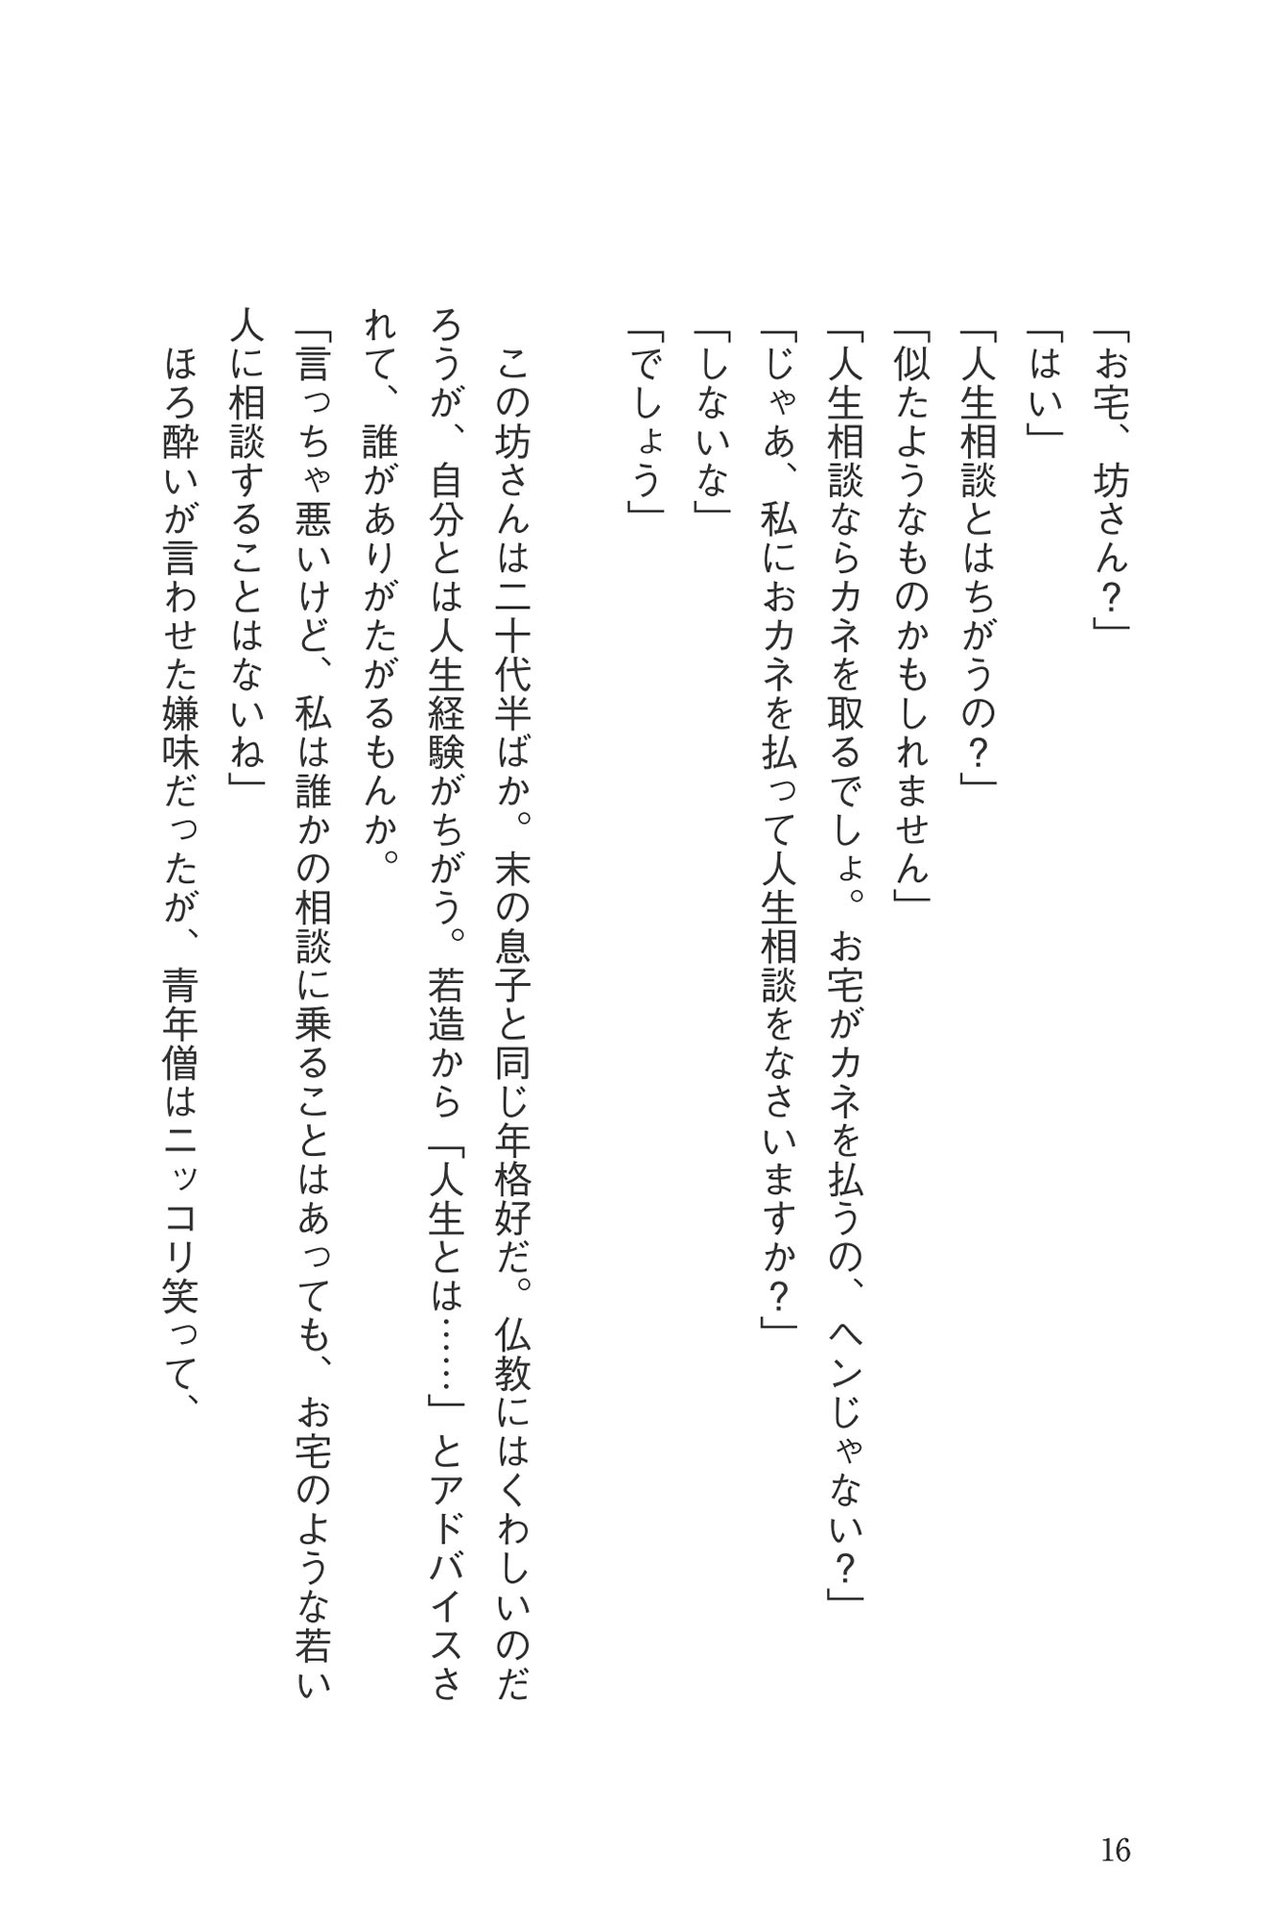 「お宅、坊さん？」
「はい」
「人生相談とはちがうの？」
「似たようなものかもしれません」
「人生相談ならカネを取るでしょ。お宅がカネを払うの、ヘンじゃない？」
「じゃあ、私におカネを払って人生相談をなさいますか？」
「しないな」
「でしょう」
この坊さんは二十代半ばか。末の息子と同じ年格好だ。仏教にはくわしいのだ
ろうが、自分とは人生経験がちがう。若造から「人生とは……」とアドバイスさ
れて、誰がありがたがるもんか。
「言っちゃ悪いけど、私は誰かの相談に乗ることはあっても、お宅のような若い
人に相談することはないね」
ほろ酔いが言わせた嫌味だったが、青年僧はニッコリ笑って、
16